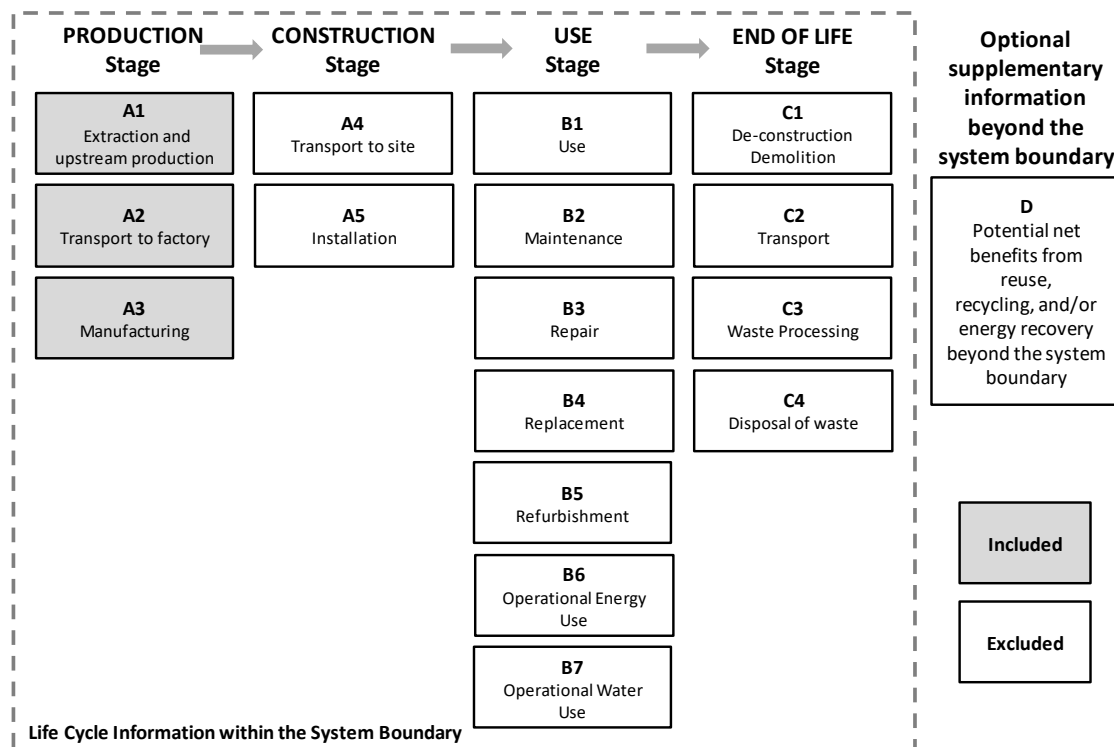 PRODUCTION
Stage
CONSTRUCTION
Stage
USE
Stage
END OF LIFE
Stage
A1
Extraction and
upstream production
A2
Transport to factory
A3
Manufacturing
A4
Transport to site
A5
Installation
B1
Use
B2
Maintenance
B3
Repair
B4
Replacement
B5
Refurbishment
B6
Operational Energy
Use
B7
Operational Water
Use
C1
De-construction
Demolition
C2
Transport
C3
Waste Processing
C4
Disposal of waste
Life Cycle Information within the System Boundary
Optional
supplementary
information
beyond the
system boundary
D
Potential net
benefits from
reuse,
recycling, and/or
energy recovery
beyond the system
boundary
Included
Excluded